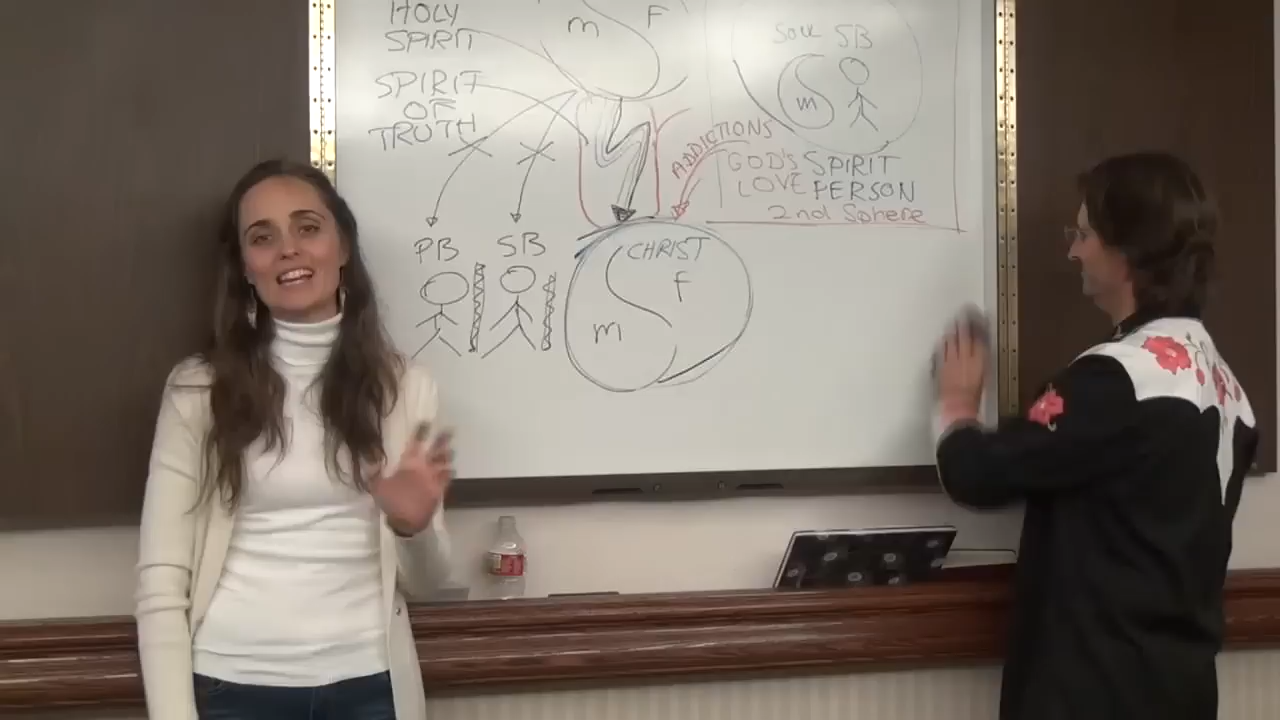 HOLY
SPIRIT
m F
SOUL SB
m
SPIRIT
OF
TRUTH
ADDICTIONS
GOD'S SPIRIT
LOVE PERSON
2nd Sphere
PB SB
CHRIST
f
m